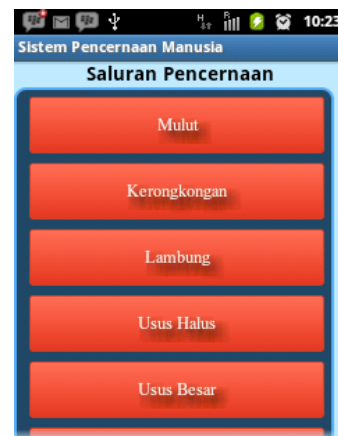 H R 10:23
Sistem Pencernaan Manusia
Saluran Pencernaan
Mulut
Kerongkongan
Lambung
Usus Halus
Usus Besar